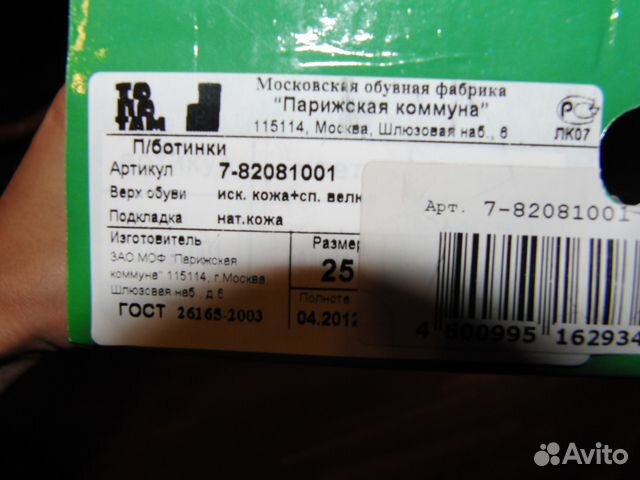 ТО
ПО
ТАМ
Московская обувная фабрика
"Парижская коммуна"
115114, Москва, Шлюзовая наб., 6
ЛК07
П/ботинки
Артикул 7-82081001
Верх обуви иск. кожа+сп. велю
Подкладка нат.кожа
Изготовитель
ЗАО МОФ "Парижская
коммуна" 115114, г.Москва,
Шлюзовая наб., д.6
ГОСТ 26165-2003
Размер
25
Полнота
04.2012
Арт. 7-82081001
4 600995 162934
Avito